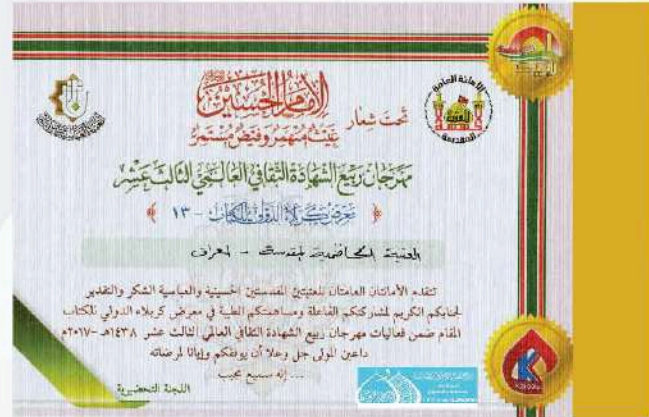 الأمانة العامة
المقدسة
الإمام الحسين
تحت شعار
غيث منهمر وفيض مستمر
مهرجان ربيع الشهادة الثقافي العالمي الثالث عشر
معرض كربلاء الدولي للكتاب - ١٣
العتبة الكاظمية المقدسة - العراق
تتقدم الأمانتان العامتان للعتبتين المقدستين الحسينية والعباسية الشكر والتقدير
لجنابكم الكريم لمشاركتكم الفاعلة ومساهمتكم الطيبة في معرض كربلاء الدولي للكتاب
المقام ضمن فعاليات مهرجان ربيع الشهادة الثقافي العالمي الثالث عشر ١٤٣٨هـ -٢٠١٧م
داعين المولى جل وعلا أن يوفقكم وإيانا لمرضاته
... إنه سميع مجيب
اللجنة التحضيرية